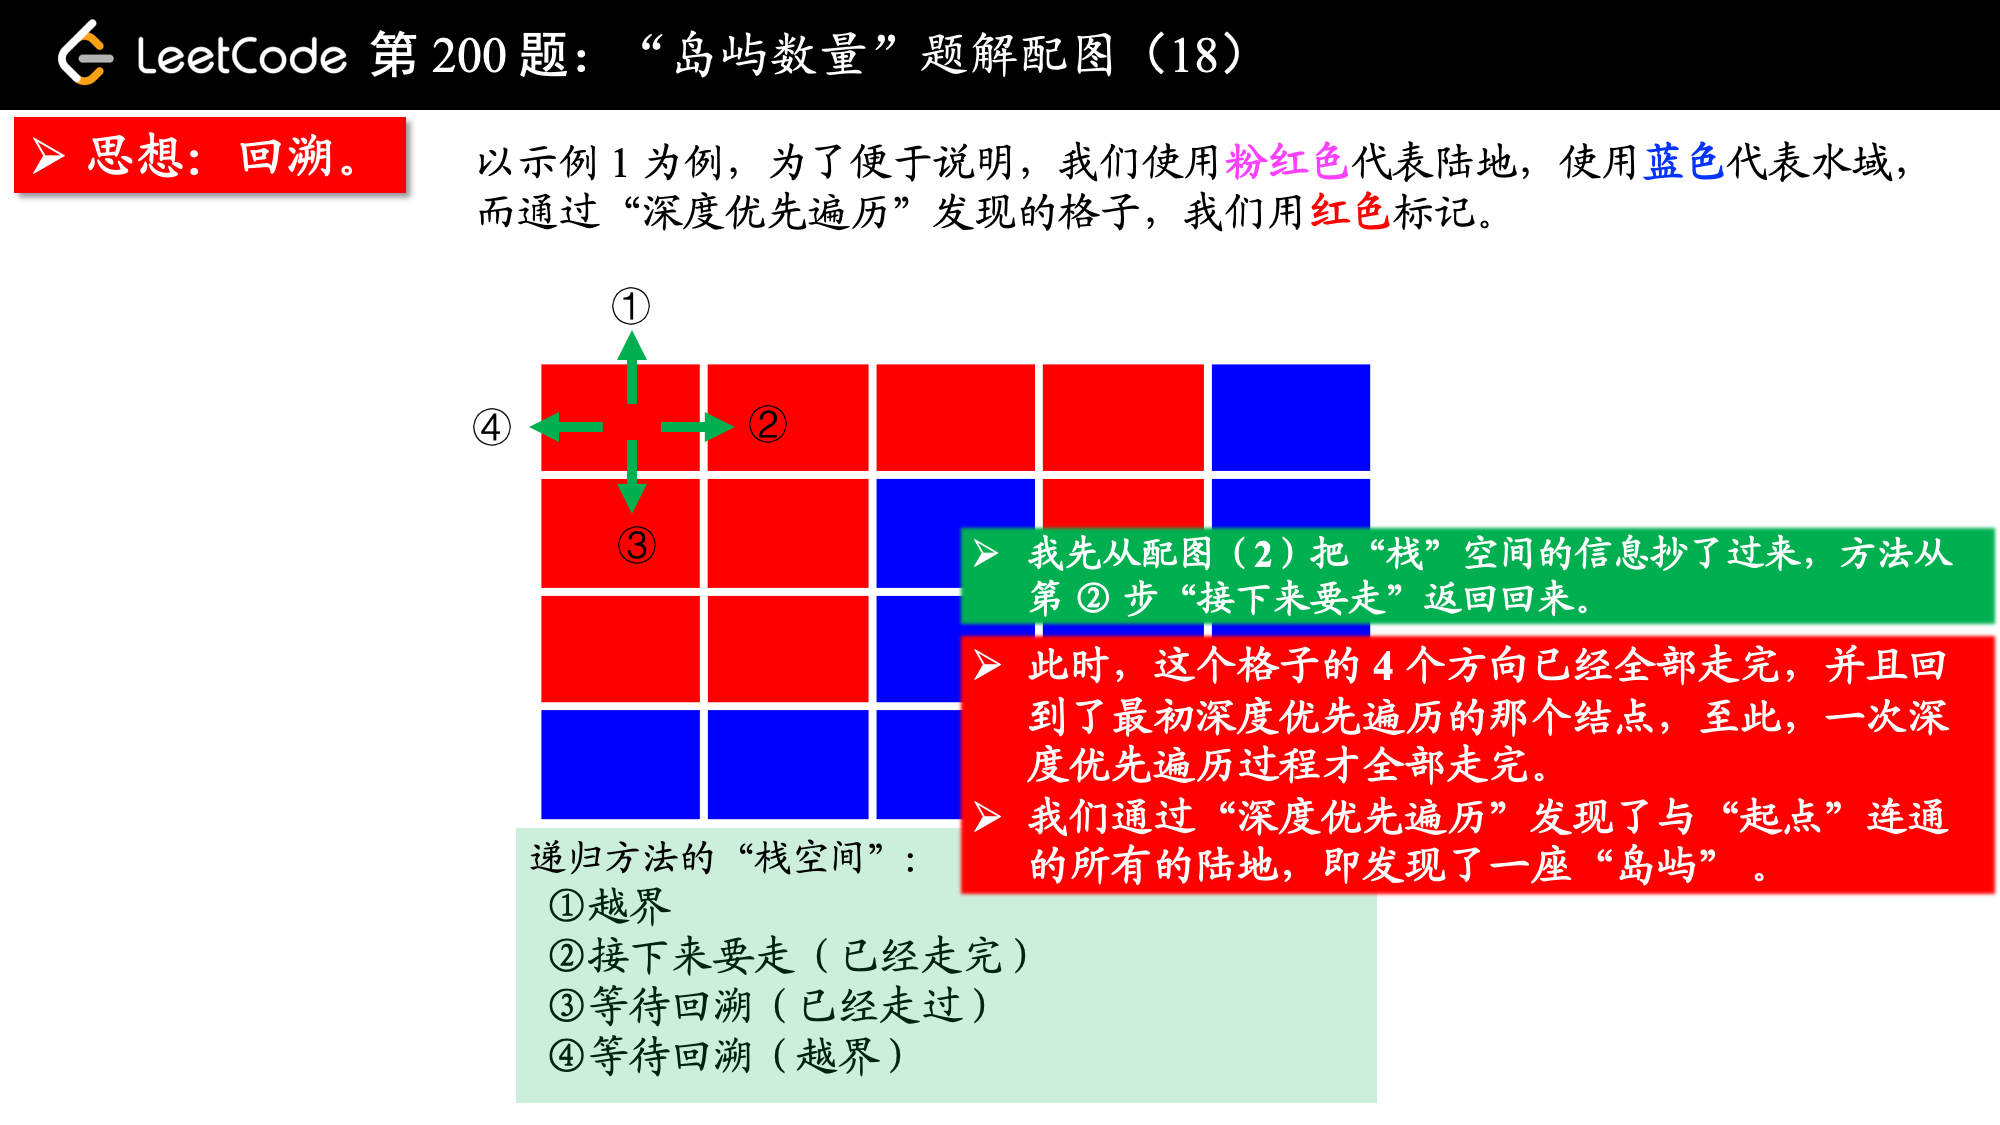 LeetCode 第 200 题：“岛屿数量”题解配图（18）
➢ 思想：回溯。
以示例 1 为例，为了便于说明，我们使用粉红色代表陆地，使用蓝色代表水域，
而通过“深度优先遍历”发现的格子，我们用红色标记。
①
④
②
③
➢ 我先从配图（2）把“栈”空间的信息抄了过来，方法从
第 ② 步“接下来要走”返回回来。
➢ 此时，这个格子的 4 个方向已经全部走完，并且回
到了最初深度优先遍历的那个结点，至此，一次深
度优先遍历过程才全部走完。
➢ 我们通过“深度优先遍历”发现了与“起点”连通
的所有的陆地，即发现了一座“岛屿”。
递归方法的“栈空间”：
①越界
②接下来要走（已经走完）
③等待回溯（已经走过）
④等待回溯（越界）